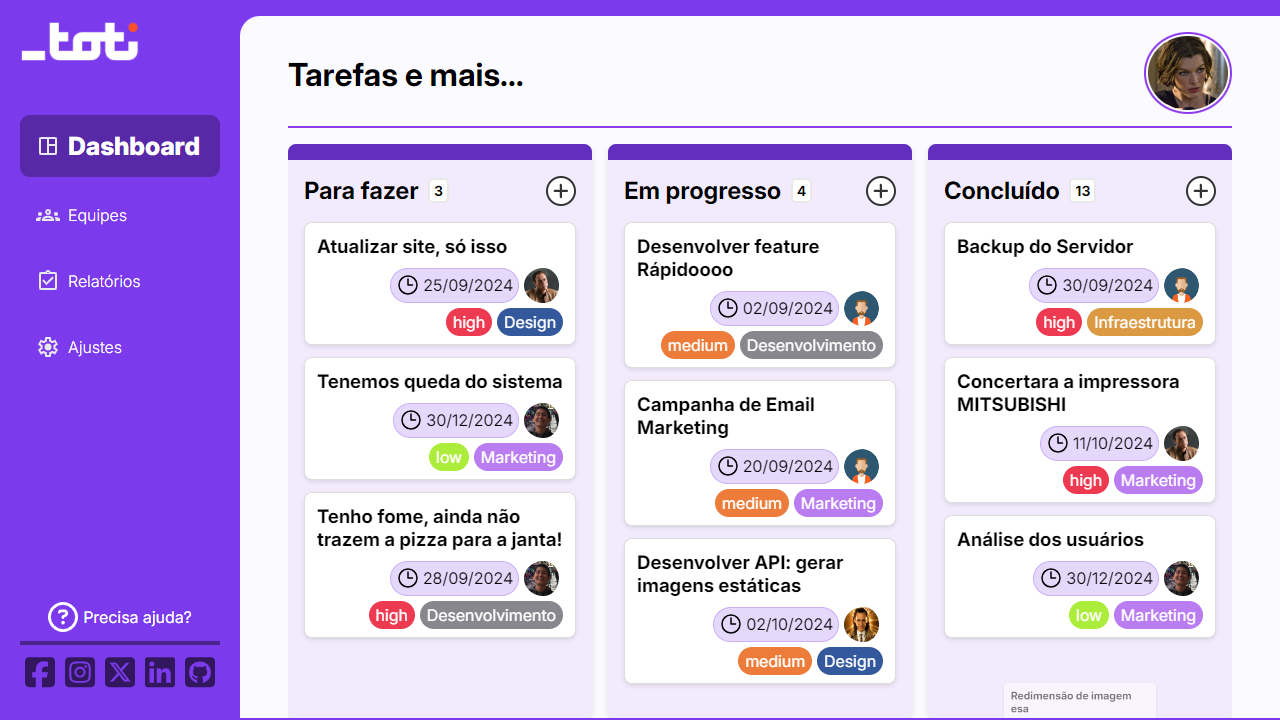 _toti
Dashboard
Equipes
Relatórios
Ajustes
Precisa ajuda?
Tarefas e mais...
Para fazer 3
Atualizar site, só isso
25/09/2024
high Design
Tenemos queda do sistema
30/12/2024
low Marketing
Tenho fome, ainda não
trazem a pizza para a janta!
28/09/2024
high Desenvolvimento
Em progresso 4
Desenvolver feature
Rápidoooo
02/09/2024
medium Desenvolvimento
Campanha de Email
Marketing
20/09/2024
medium Marketing
Desenvolver API: gerar
imagens estáticas
02/10/2024
medium Design
Concluído 13
Backup do Servidor
30/09/2024
high Infraestrutura
Concertara a impressora
MITSUBISHI
11/10/2024
high Marketing
Análise dos usuários
30/12/2024
low Marketing
Redimensão de imagem
esa